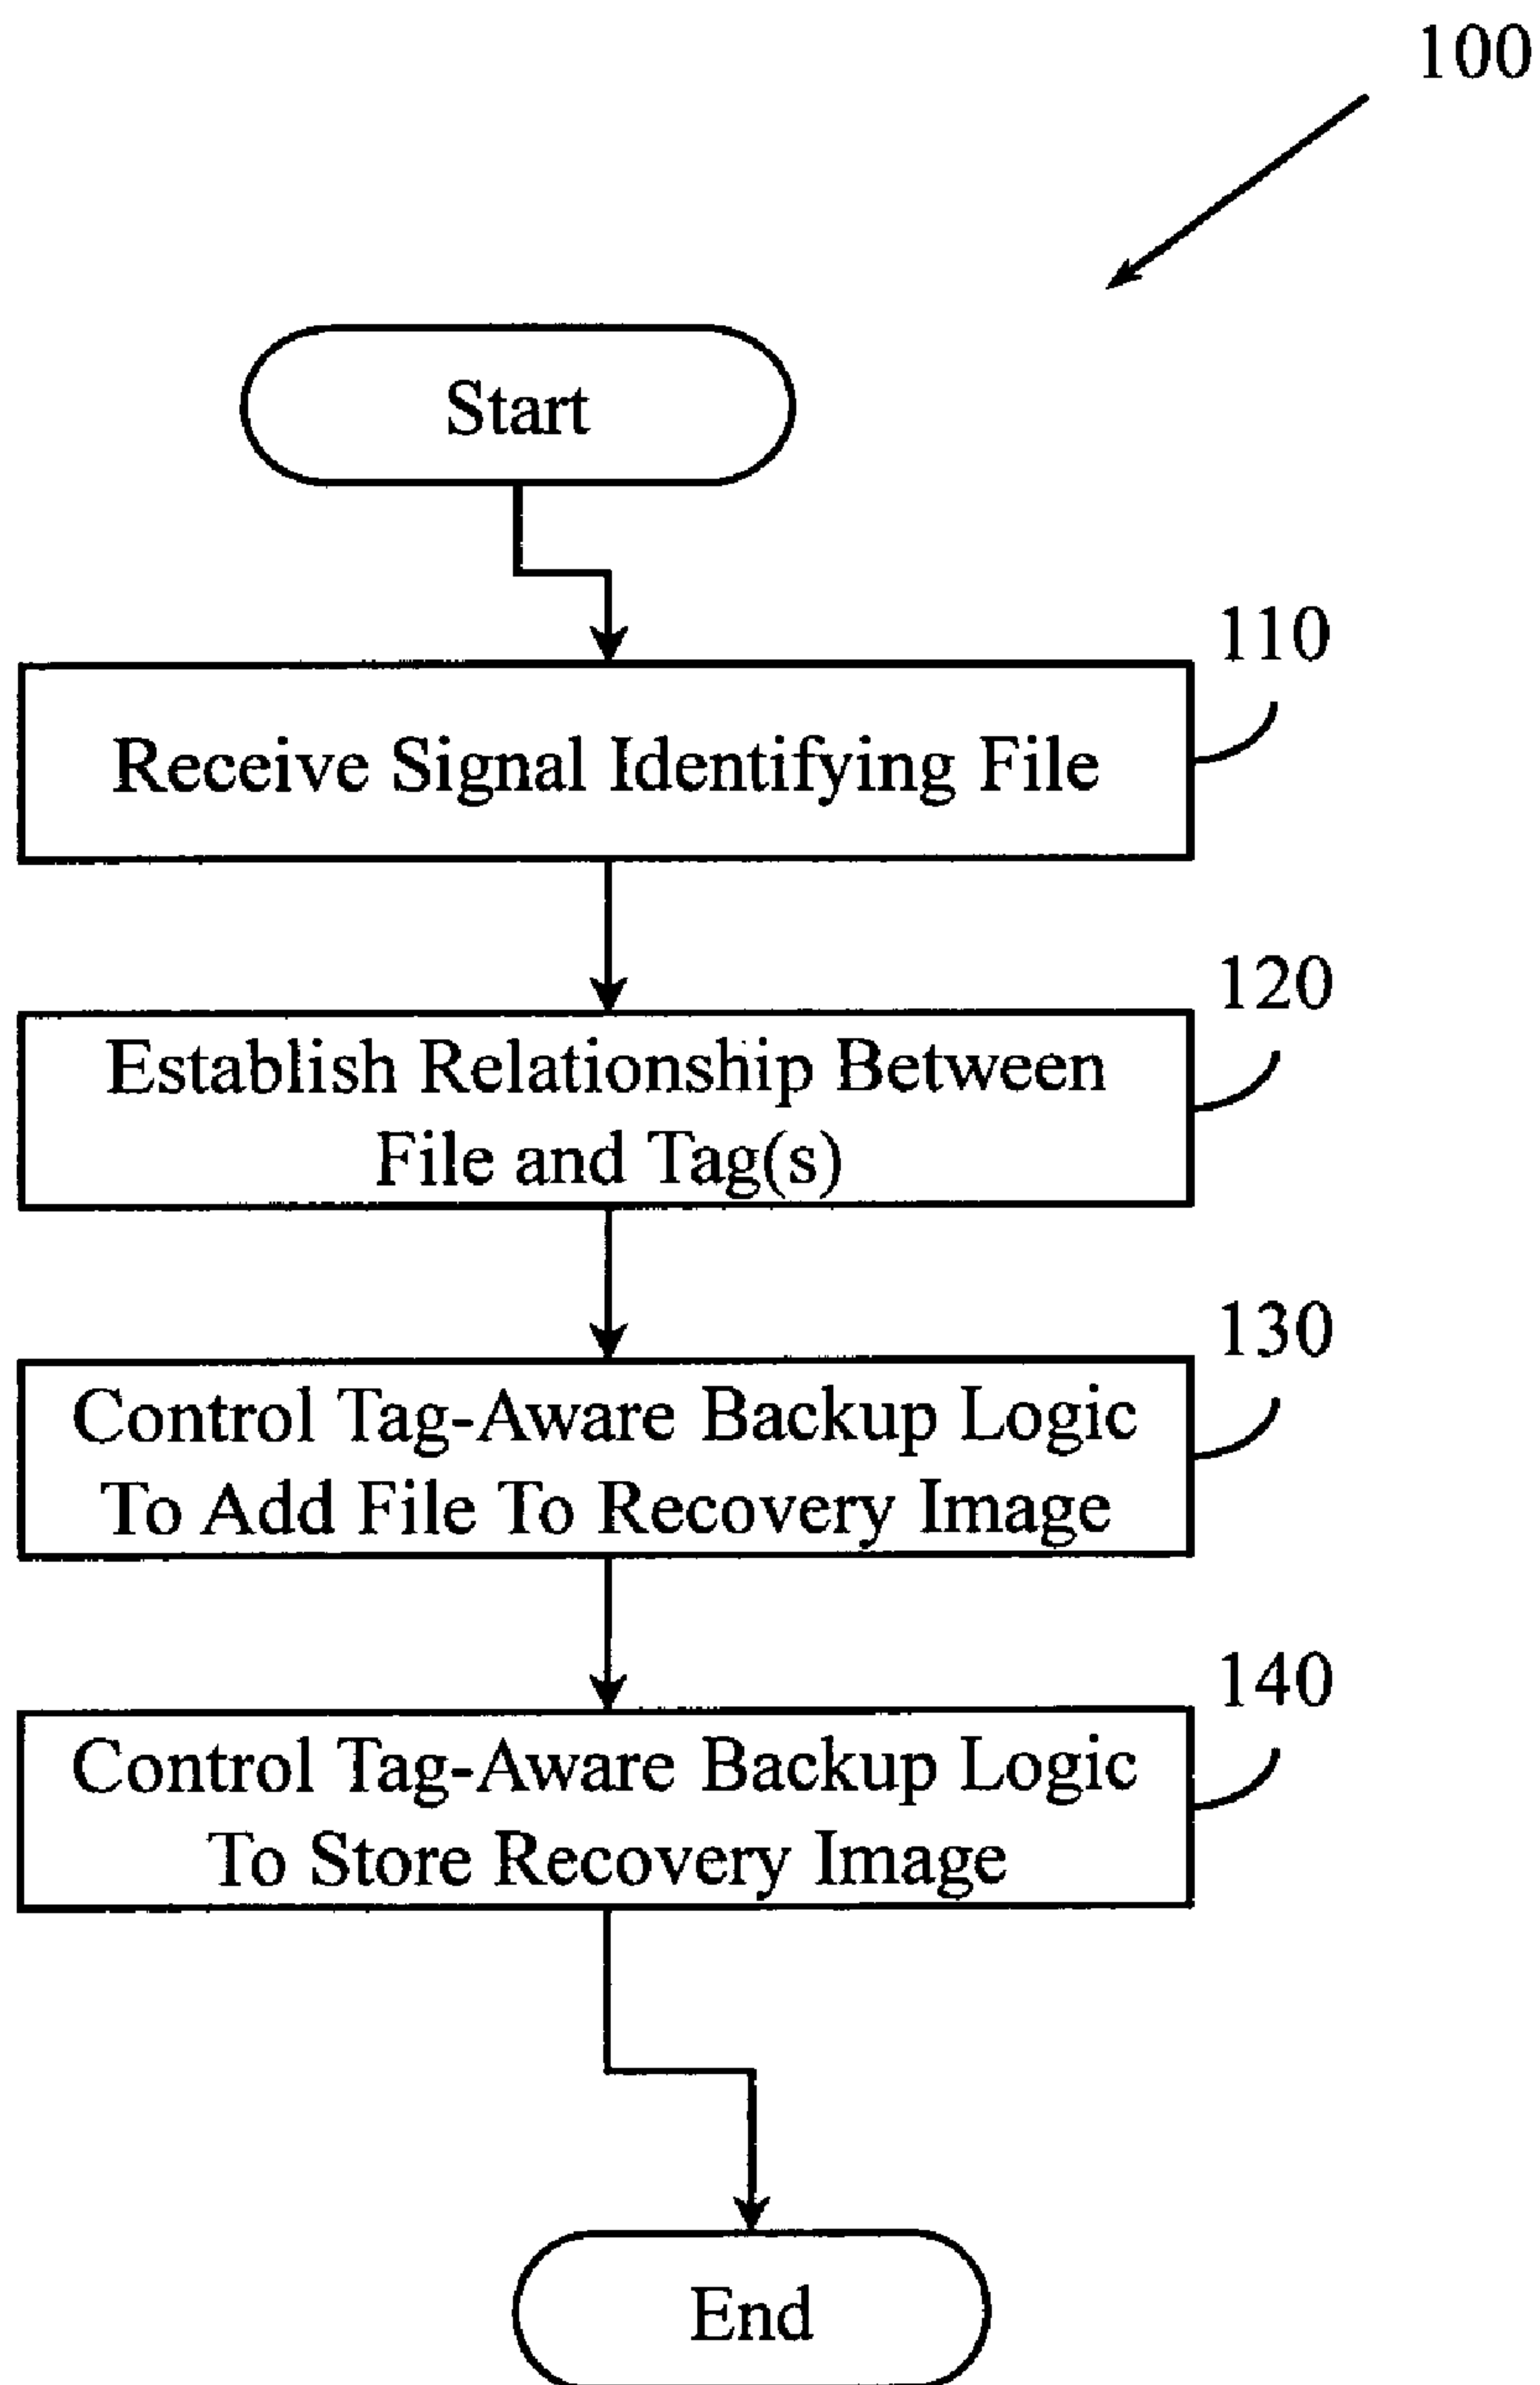 100
Start
110
Receive Signal Identifying File
120
Establish Relationship Between
File and Tag(s)
130
Control Tag-Aware Backup Logic
To Add File To Recovery Image
140
Control Tag-Aware Backup Logic
To Store Recovery Image
End